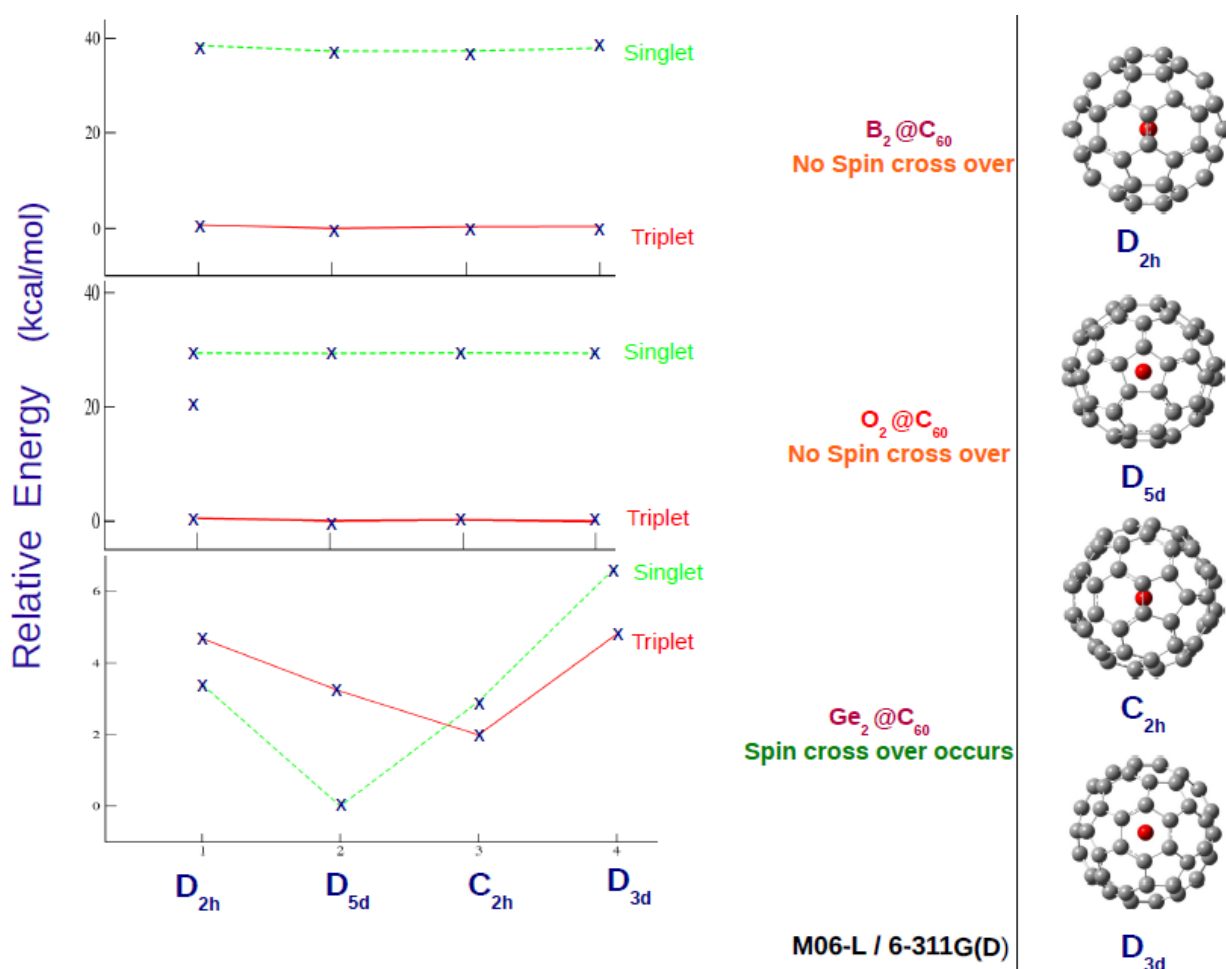 Relative Energy (kcal/mol)
40
20
0
Singlet
Triplet
B2@C60
No Spin cross over
40
20
0
Singlet
Triplet
O2@C60
No Spin cross over
6
4
2
0
Singlet
Triplet
Ge2@C60
Spin cross over occurs
1 2 3 4
D2h D5d C2h D3d
M06-L / 6-311G(D)
D2h
D5d
C2h
D3d